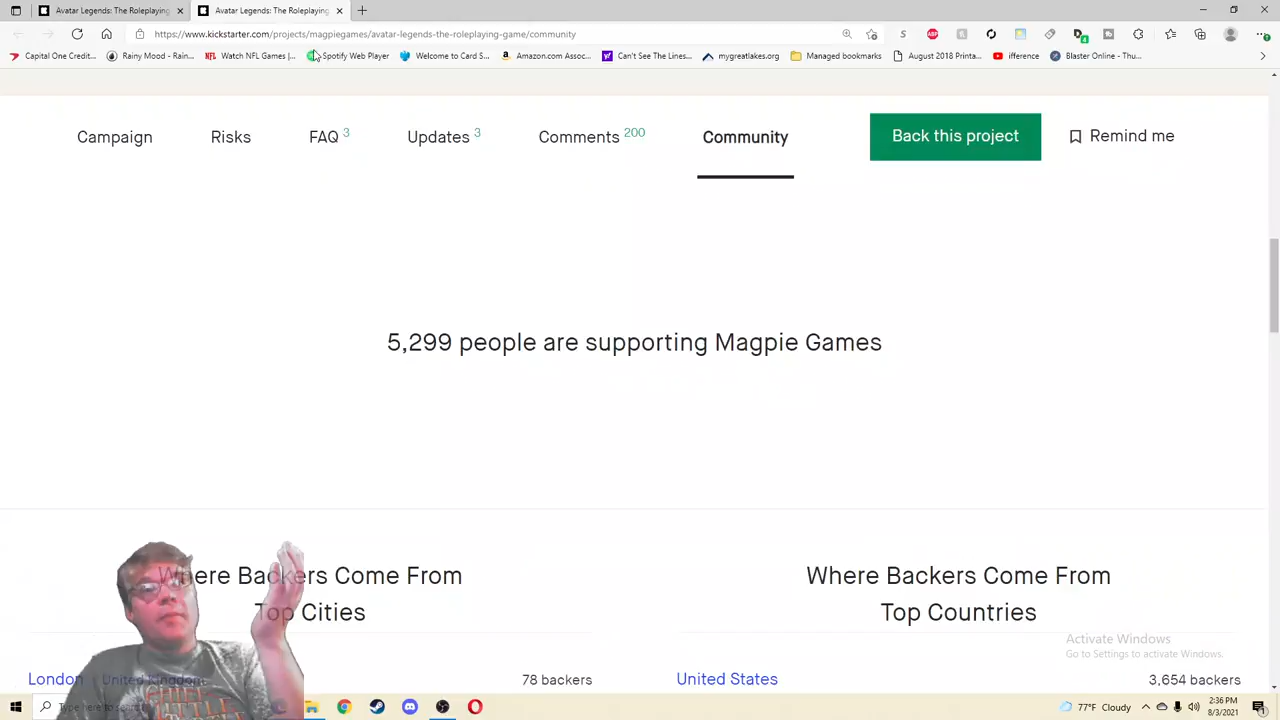 Avatar Legends: The Roleplaying
Avatar Legends: The Roleplaying
https://www.kickstarter.com/projects/magpiegames/avatar-legends-the-roleplaying-game/community
Capital One Credit...
Rainy Mood - Rain...
Watch NFL Games |...
Spotify Web Player
Welcome to Card S...
Amazon.com Assoc...
Can't See The Lines...
mygreatlakes.org
Managed bookmarks
August 2018 Printa...
ifference
Blaster Online - Thu...
Campaign
Risks
FAQ 3
Updates 3
Comments 200
Community
Back this project
Remind me
5,299 people are supporting Magpie Games
Where Backers Come From
Top Cities
Where Backers Come From
Top Countries
London United Kingdom
78 backers
United States
3,654 backers
Activate Windows
Go to Settings to activate Windows.
Type here to search
77°F Cloudy
2:36 PM
8/3/2021